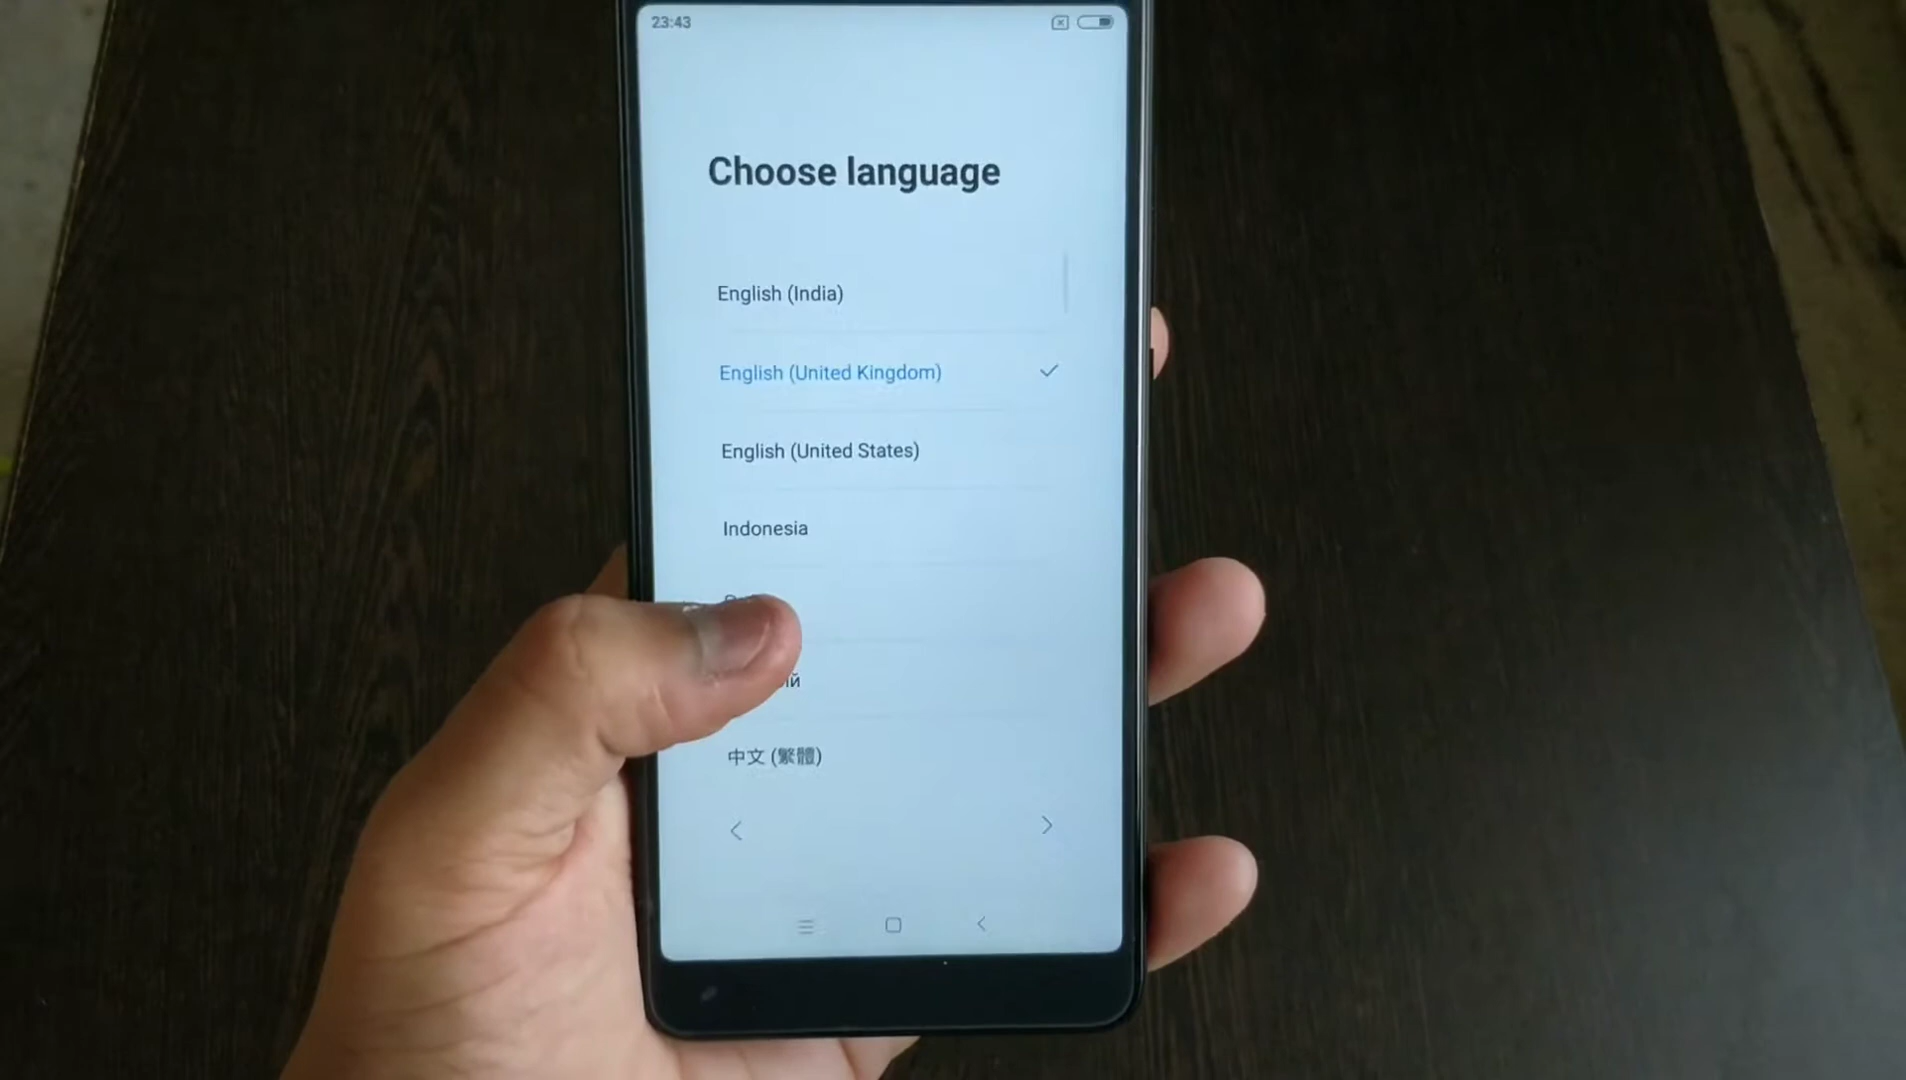 23:43
Choose language
English (India)
English (United Kingdom)
English (United States)
Indonesia
中文 (繁體)